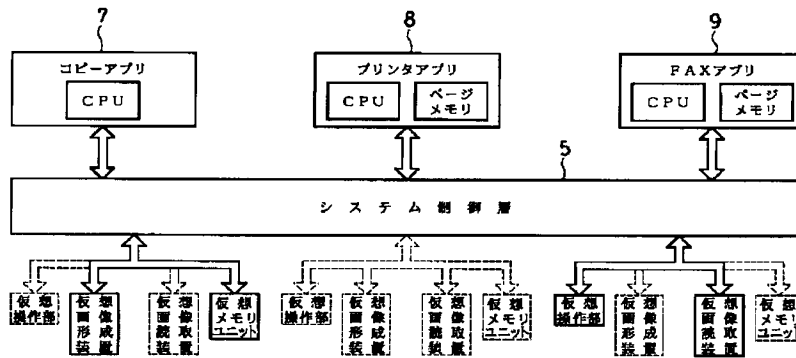 7
コピーアプリ
CPU
8
プリンタアプリ
CPU
ページ
メモリ
9
FAXアプリ
CPU
ページ
メモリ
5
システム制御層
仮想
操作部
仮想
画像
形成
装置
仮想
画像
読取
装置
仮想
メモリ
ユニット
仮想
操作部
仮想
画像
形成
装置
仮想
画像
読取
装置
仮想
メモリ
ユニット
仮想
操作部
仮想
画像
形成
装置
仮想
画像
読取
装置
仮想
メモリ
ユニット